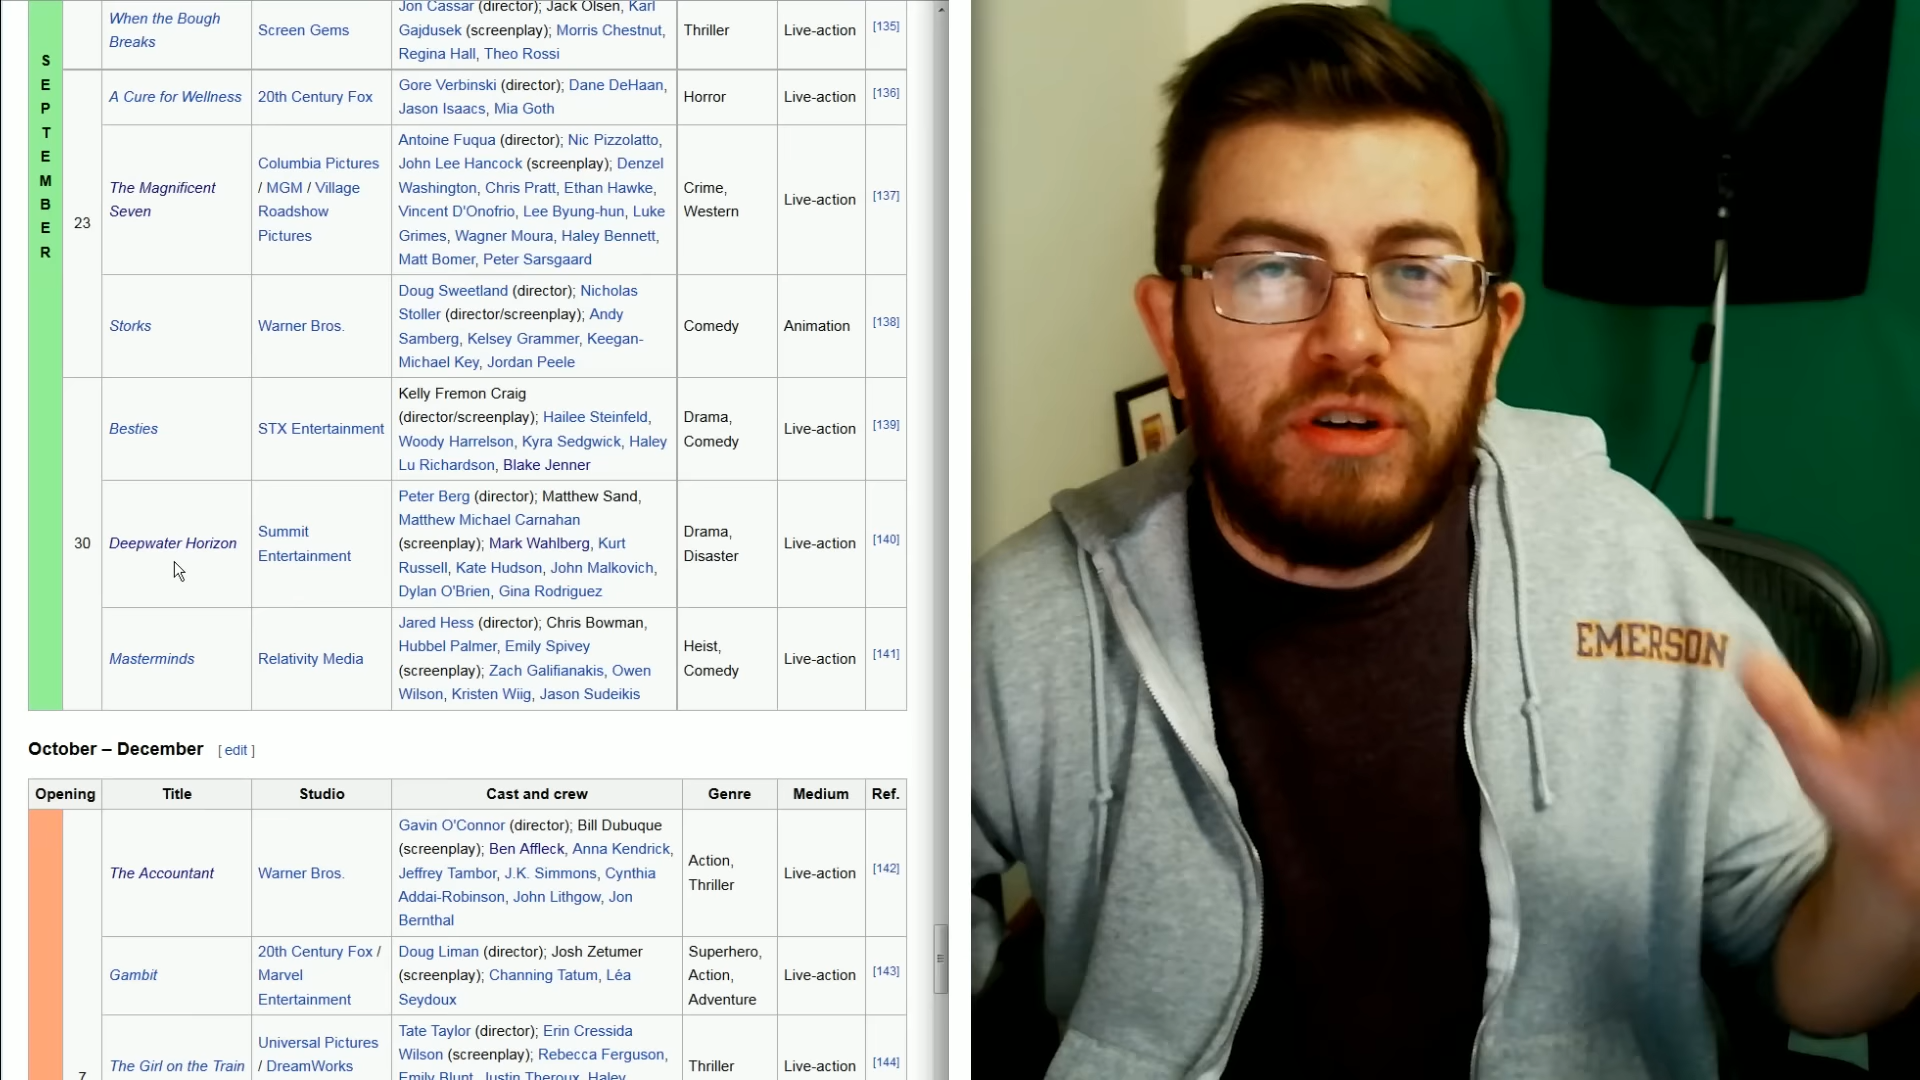 When the Bough
Breaks
Screen Gems
Jon Cassar (director); Jack Olsen, Karl
Gajdusek (screenplay); Morris Chestnut,
Regina Hall, Theo Rossi
Thriller
Live-action
[135]
S
E
P
T
E
M
B
E
R
23
A Cure for Wellness
20th Century Fox
Gore Verbinski (director); Dane DeHaan,
Jason Isaacs, Mia Goth
Horror
Live-action
[136]
The Magnificent
Seven
Columbia Pictures
/ MGM / Village
Roadshow
Pictures
Antoine Fuqua (director); Nic Pizzolatto,
John Lee Hancock (screenplay); Denzel
Washington, Chris Pratt, Ethan Hawke,
Vincent D'Onofrio, Lee Byung-hun, Luke
Grimes, Wagner Moura, Haley Bennett,
Matt Bomer, Peter Sarsgaard
Crime,
Western
Live-action
[137]
Storks
Warner Bros.
Doug Sweetland (director); Nicholas
Stoller (director/screenplay); Andy
Samberg, Kelsey Grammer, Keegan-
Michael Key, Jordan Peele
Comedy
Animation
[138]
30
Besties
STX Entertainment
Kelly Fremon Craig
(director/screenplay); Hailee Steinfeld,
Woody Harrelson, Kyra Sedgwick, Haley
Lu Richardson, Blake Jenner
Drama,
Comedy
Live-action
[139]
Deepwater Horizon
Summit
Entertainment
Peter Berg (director); Matthew Sand,
Matthew Michael Carnahan
(screenplay); Mark Wahlberg, Kurt
Russell, Kate Hudson, John Malkovich,
Dylan O'Brien, Gina Rodriguez
Drama,
Disaster
Live-action
[140]
Masterminds
Relativity Media
Jared Hess (director); Chris Bowman,
Hubbel Palmer, Emily Spivey
(screenplay); Zach Galifianakis, Owen
Wilson, Kristen Wiig, Jason Sudeikis
Heist,
Comedy
Live-action
[141]
October – December [ edit ]
Opening Title Studio Cast and crew Genre Medium Ref.
7
The Accountant
Warner Bros.
Gavin O'Connor (director); Bill Dubuque
(screenplay); Ben Affleck, Anna Kendrick,
Jeffrey Tambor, J.K. Simmons, Cynthia
Addai-Robinson, John Lithgow, Jon
Bernthal
Action,
Thriller
Live-action
[142]
Gambit
20th Century Fox /
Marvel
Entertainment
Doug Liman (director); Josh Zetumer
(screenplay); Channing Tatum, Léa
Seydoux
Superhero,
Action,
Adventure
Live-action
[143]
The Girl on the Train
Universal Pictures
/ DreamWorks
Tate Taylor (director); Erin Cressida
Wilson (screenplay); Rebecca Ferguson,
Emily Blunt, Justin Theroux, Haley
Thriller
Live-action
[144]
EMERSON